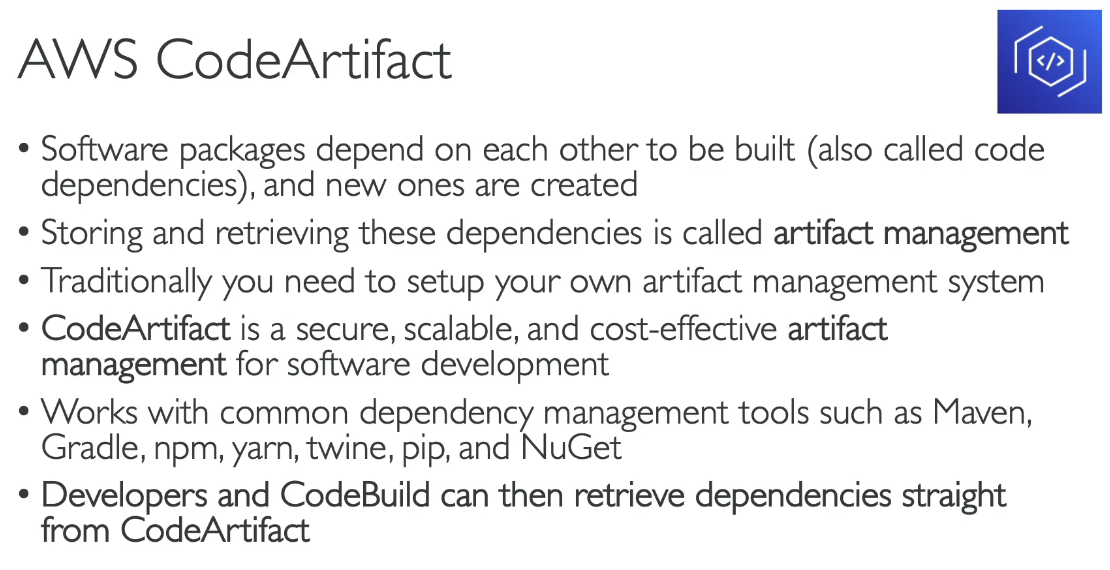 AWS CodeArtifact
</>
• Software packages depend on each other to be built (also called code
dependencies), and new ones are created
• Storing and retrieving these dependencies is called artifact management
• Traditionally you need to setup your own artifact management system
• CodeArtifact is a secure, scalable, and cost-effective artifact
management for software development
• Works with common dependency management tools such as Maven,
Gradle, npm, yarn, twine, pip, and NuGet
• Developers and CodeBuild can then retrieve dependencies straight
from CodeArtifact